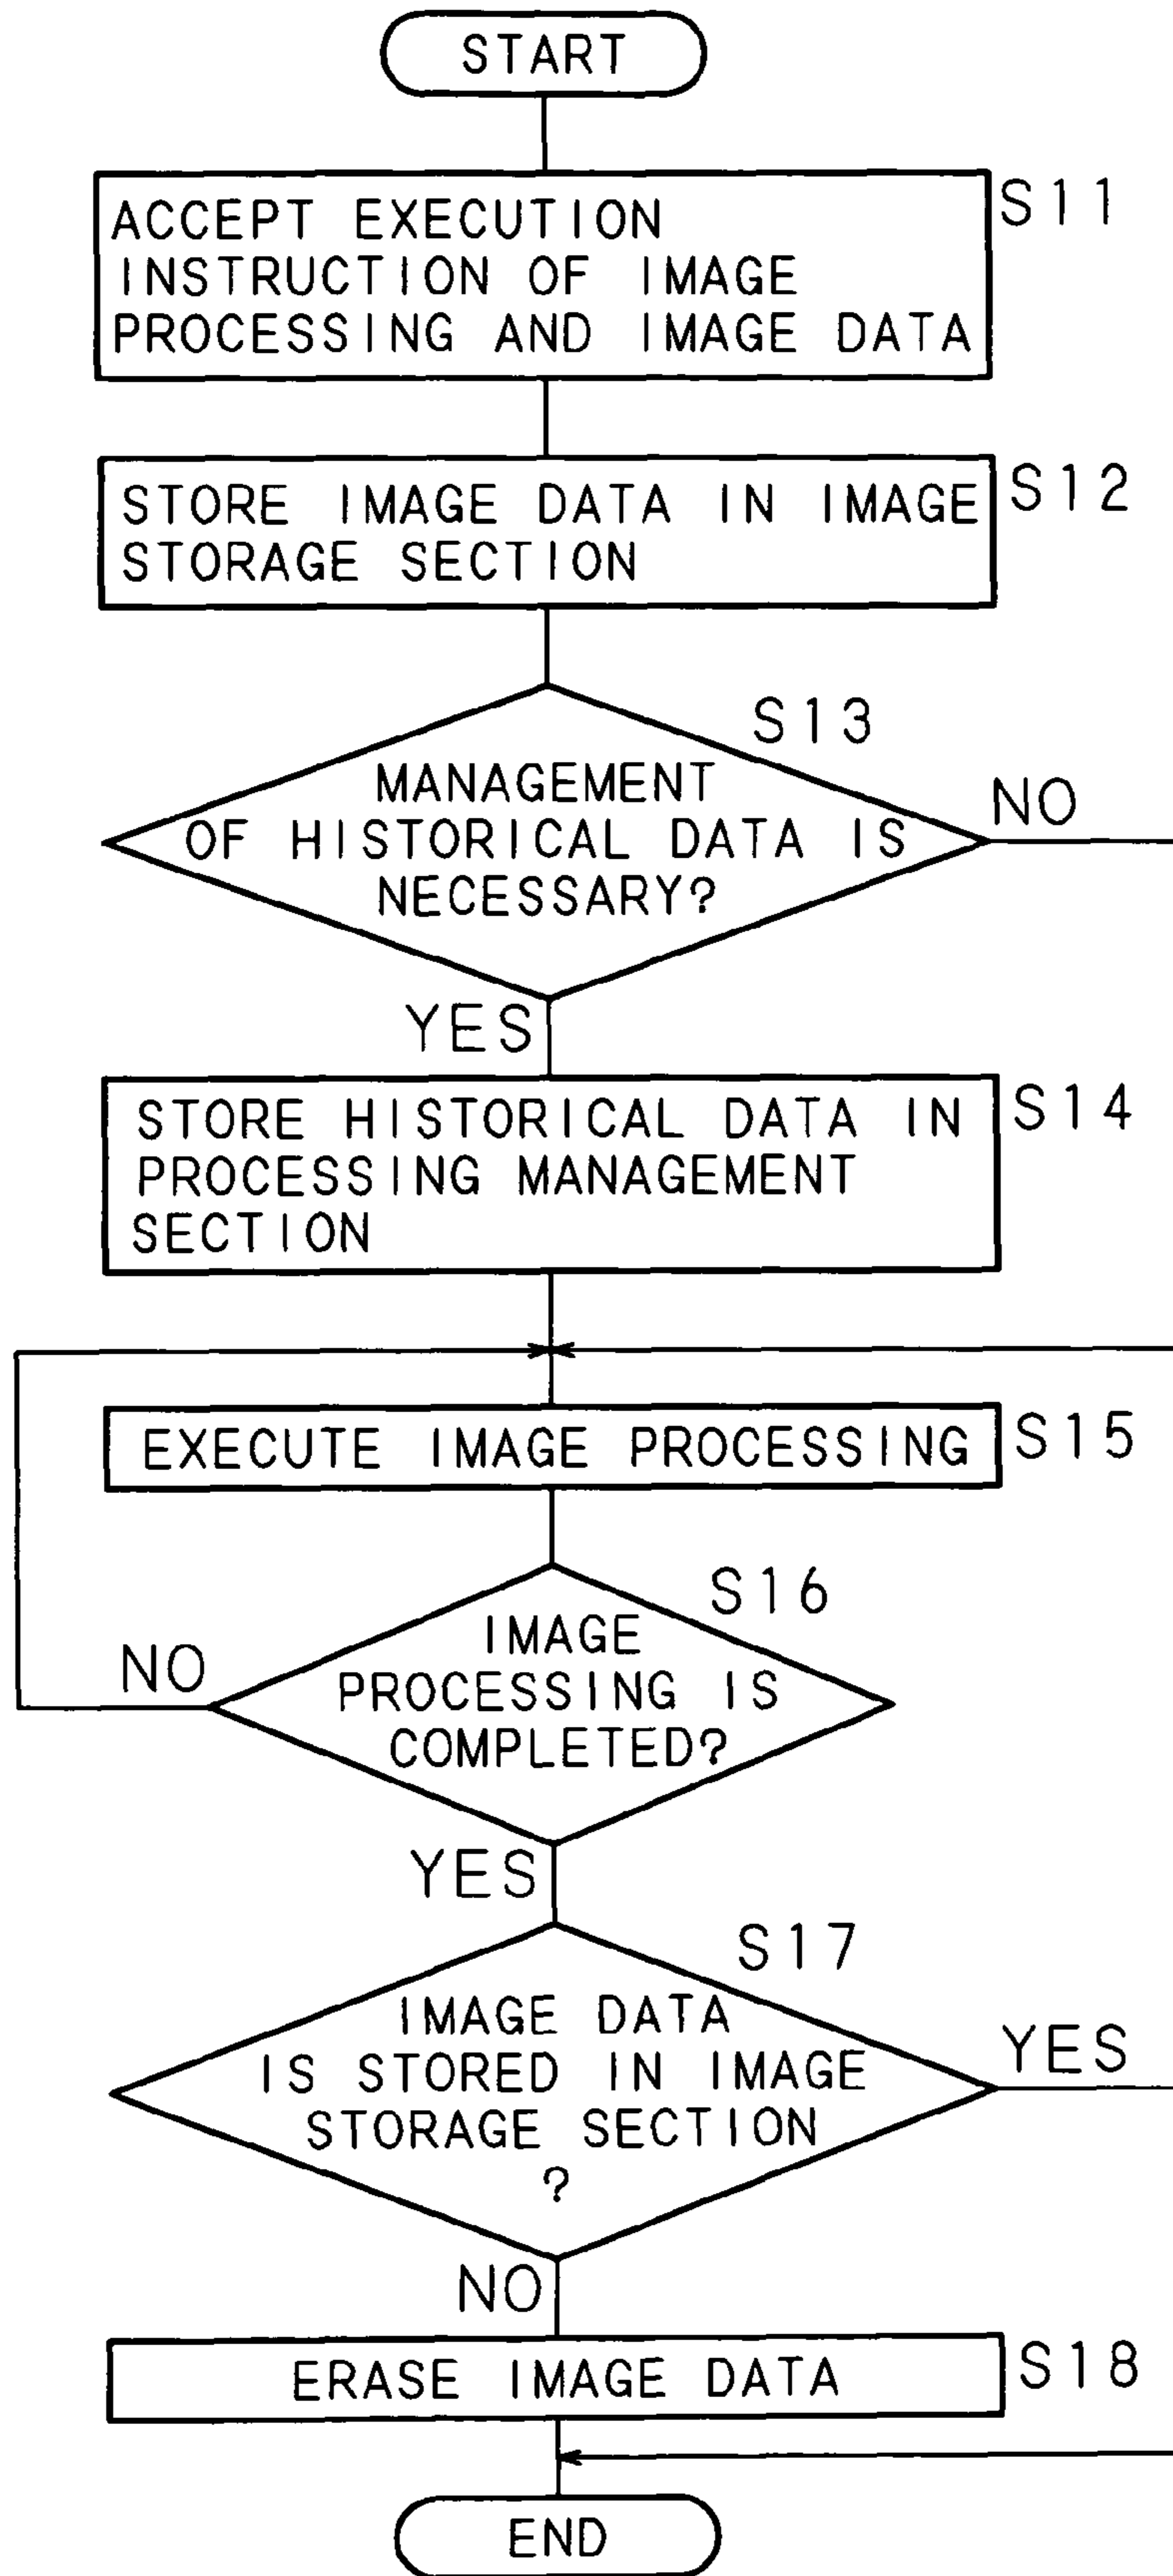 START
S11
ACCEPT EXECUTION
INSTRUCTION OF IMAGE
PROCESSING AND IMAGE DATA
S12
STORE IMAGE DATA IN IMAGE
STORAGE SECTION
S13
MANAGEMENT
OF HISTORICAL DATA IS
NECESSARY?
NO
YES
S14
STORE HISTORICAL DATA IN
PROCESSING MANAGEMENT
SECTION
EXECUTE IMAGE PROCESSING
S15
S16
IMAGE
PROCESSING IS
COMPLETED?
NO
YES
S17
IMAGE DATA
IS STORED IN IMAGE
STORAGE SECTION
?
YES
NO
ERASE IMAGE DATA
S18
END